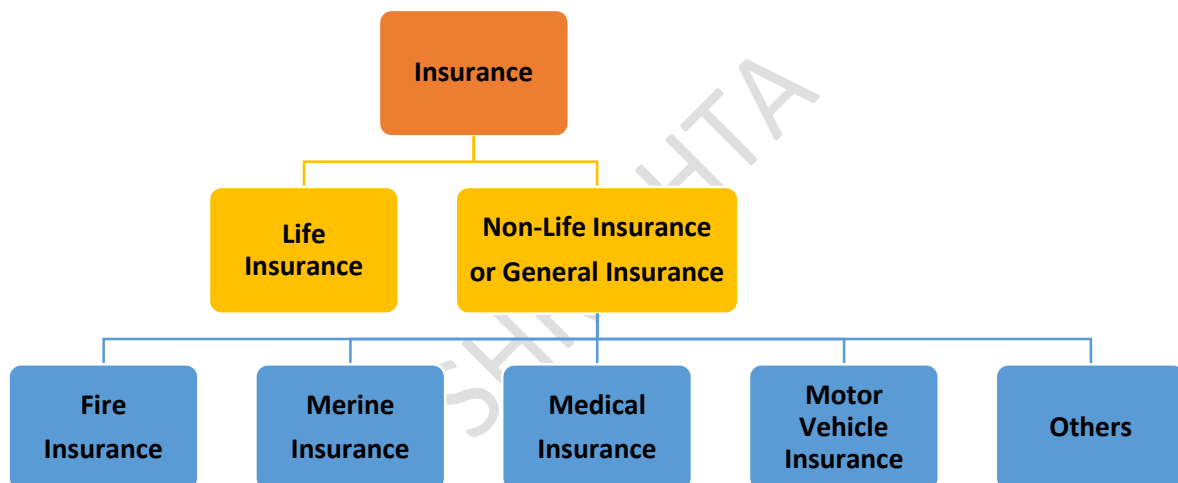 Insurance
Life
Insurance
Non-Life Insurance
or General Insurance
Fire
Insurance
Merine
Insurance
Medical
Insurance
Motor
Vehicle
Insurance
Others